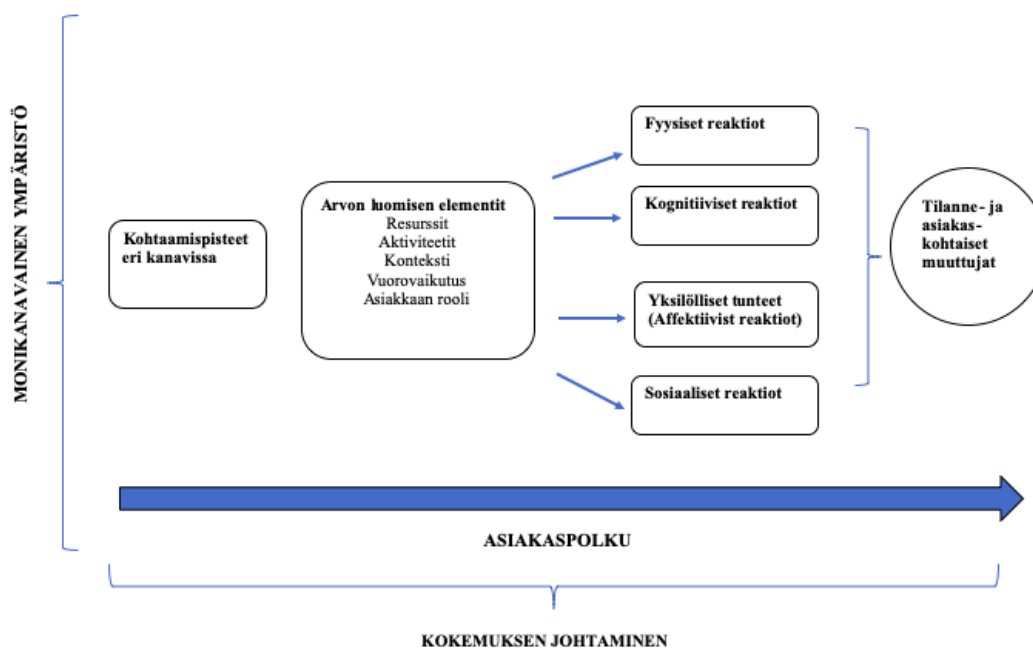 MONIKANAVAINEN YMPÄRISTÖ
Kohtaamispisteet
eri kanavissa
Arvon luomisen elementit
Resurssit
Aktiviteetit
Konteksti
Vuorovaikutus
Asiakkaan rooli
Fyysiset reaktiot
Kognitiiviset reaktiot
Yksilölliset tunteet
(Affektiivist reaktiot)
Sosiaaliset reaktiot
Tilanne- ja
asiakas-
kohtaiset
muuttujat
ASIAKASPOLKU
KOKEMUKSEN JOHTAMINEN